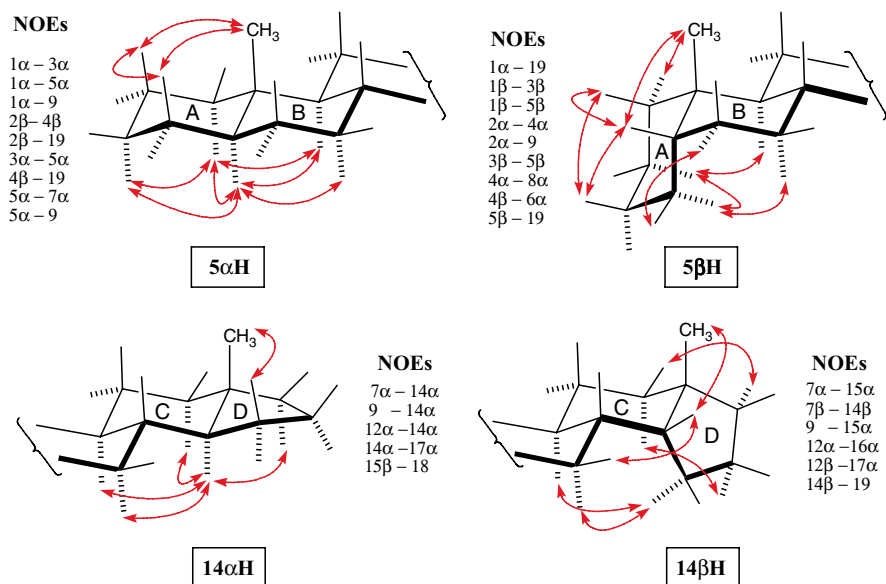 NOEs
1α – 3α
1α – 5α
1α – 9
2β– 4β
2β – 19
3α – 5α
4β – 19
5α – 7α
5α – 9
CH3
A
B
5αH
NOEs
1α – 19
1β – 3β
1β – 5β
2α – 4α
2α – 9
3β – 5β
4α – 8α
4β – 6α
5β – 19
CH3
B
A
5βH
CH3
C
D
14αH
NOEs
7α – 14α
9 – 14α
12α –14α
14α –17α
15β – 18
CH3
C
D
14βH
NOEs
7α – 15α
7β – 14β
9 – 15α
12α –16α
12β –17α
14β – 19